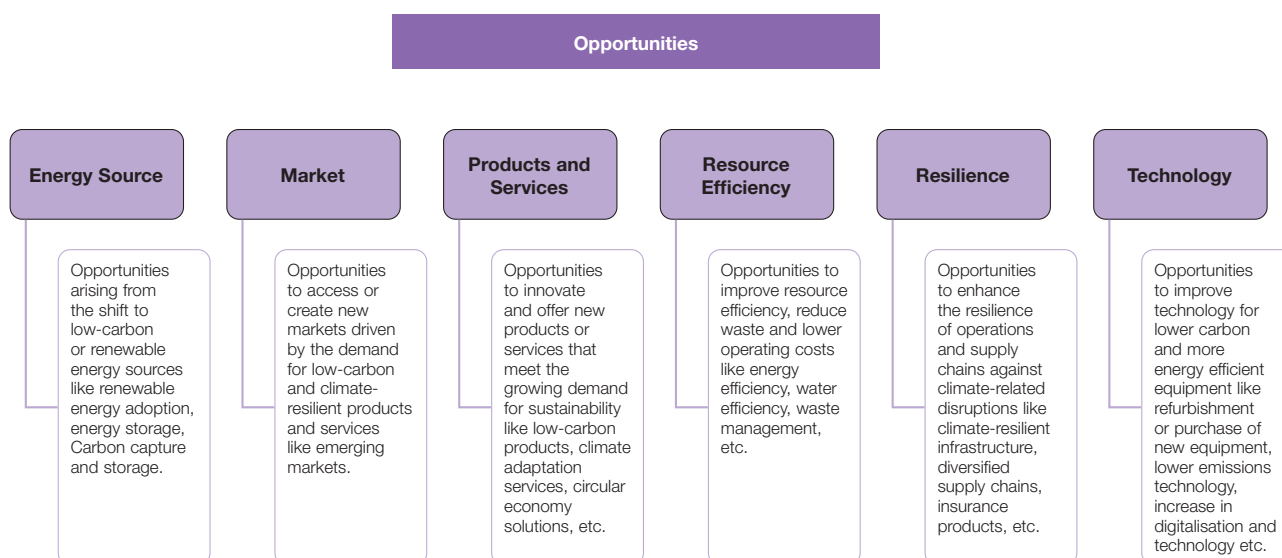 Opportunities
Energy Source
Market
Products and
Services
Resource
Efficiency
Resilience
Technology
Opportunities
arising from
the shift to
low-carbon
or renewable
energy sources
like renewable
energy adoption,
energy storage,
Carbon capture
and storage.
Opportunities
to access or
create new
markets driven
by the demand
for low-carbon
and climate-
resilient products
and services
like emerging
markets.
Opportunities
to innovate
and offer new
products or
services that
meet the
growing demand
for sustainability
like low-carbon
products, climate
adaptation
services, circular
economy
solutions, etc.
Opportunities to
improve resource
efficiency, reduce
waste and lower
operating costs
like energy
efficiency, water
efficiency, waste
management,
etc.
Opportunities
to enhance
the resilience
of operations
and supply
chains against
climate-related
disruptions like
climate-resilient
infrastructure,
diversified
supply chains,
insurance
products, etc.
Opportunities
to improve
technology for
lower carbon
and more
energy efficient
equipment like
refurbishment
or purchase of
new equipment,
lower emissions
technology,
increase in
digitalisation and
technology etc.